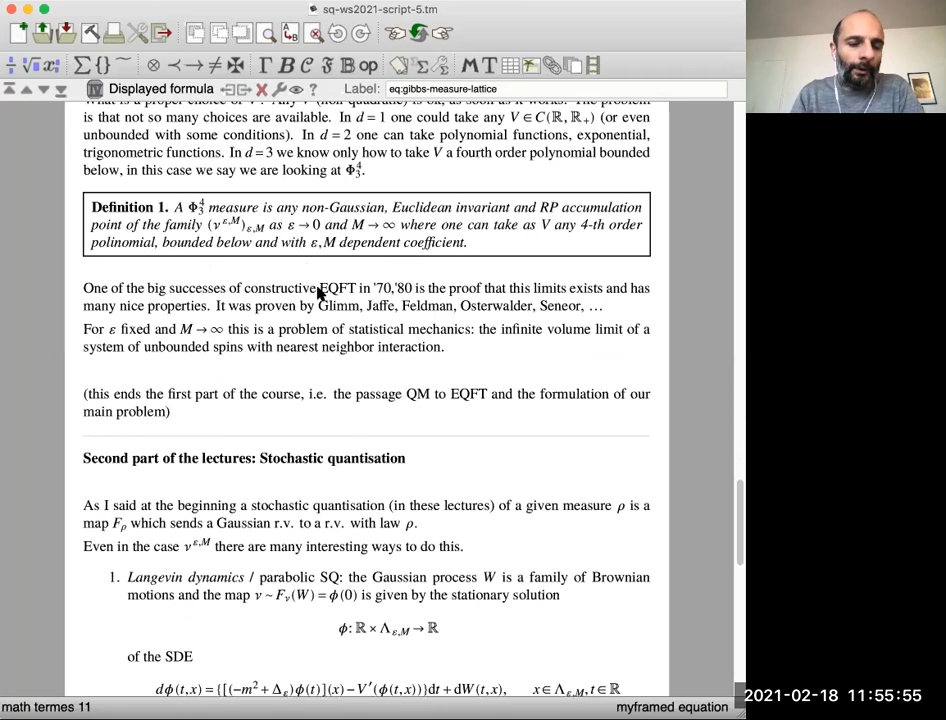 sq-ws2021-script-5.tm
Displayed formula
Label:
eq:gibbs-measure-lattice
is that not so many choices are available. In d = 1 one could take any V ∈ C(ℝ, ℝ₊) (or even
unbounded with some conditions). In d = 2 one can take polynomial functions, exponential,
trigonometric functions. In d = 3 we know only how to take V a fourth order polynomial bounded
below, in this case we say we are looking at Φ⁴₃.
Definition 1. A Φ⁴₃ measure is any non-Gaussian, Euclidean invariant and RP accumulation
point of the family (ν^{ε,M})_{ε,M} as ε → 0 and M → ∞ where one can take as V any 4-th order
polinomial, bounded below and with ε, M dependent coefficient.
One of the big successes of constructive EQFT in '70,'80 is the proof that this limits exists and has
many nice properties. It was proven by Glimm, Jaffe, Feldman, Osterwalder, Seneor, …
For ε fixed and M → ∞ this is a problem of statistical mechanics: the infinite volume limit of a
system of unbounded spins with nearest neighbor interaction.
(this ends the first part of the course, i.e. the passage QM to EQFT and the formulation of our
main problem)
Second part of the lectures: Stochastic quantisation
As I said at the beginning a stochastic quantisation (in these lectures) of a given measure ρ is a
map F_ρ which sends a Gaussian r.v. to a r.v. with law ρ.
Even in the case ν^{ε,M} there are many interesting ways to do this.
1. Langevin dynamics / parabolic SQ: the Gaussian process W is a family of Brownian
motions and the map ν ~ F_ν(W) = ϕ(0) is given by the stationary solution
ϕ: ℝ × Λ_{ε,M} → ℝ
of the SDE
dϕ(t, x) = {[(−m² + Δ_ε)ϕ(t)](x) − V′(ϕ(t, x))}dt + dW(t, x), x ∈ Λ_{ε,M}, t ∈ ℝ
math termes 11
myframed equation
2021-02-18 11:55:55